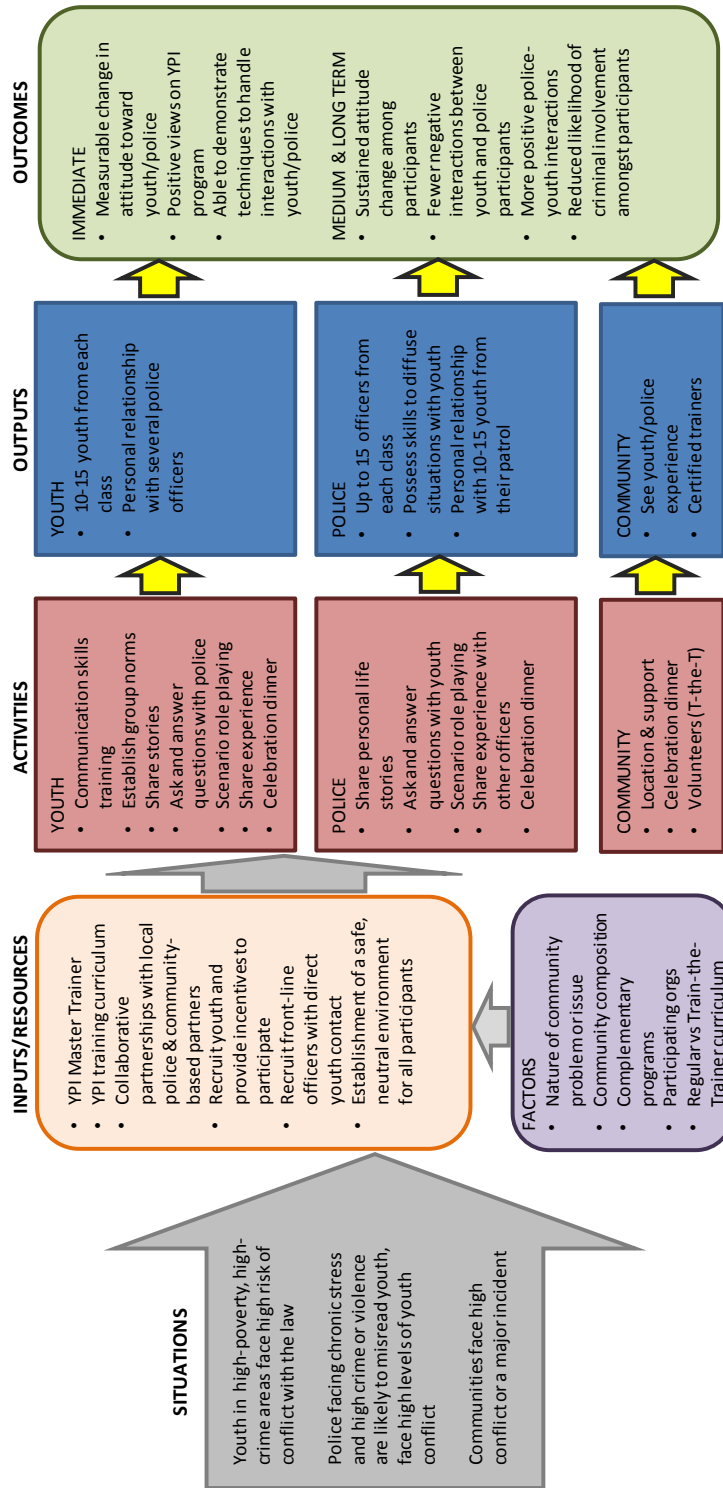 SITUATIONS
Youth in high-poverty, high-
crime areas face high risk of
conflict with the law
Police facing chronic stress
and high crime or violence
are likely to misread youth,
face high levels of youth
conflict
Communities face high
conflict or a major incident
INPUTS/RESOURCES
• YPI Master Trainer
• YPI training curriculum
• Collaborative
partnerships with local
police & community-
based partners
• Recruit youth and
provide incentives to
participate
• Recruit front-line
officers with direct
youth contact
• Establishment of a safe,
neutral environment
for all participants
FACTORS
• Nature of community
problem or issue
• Community composition
• Complementary
programs
• Participating orgs
• Regular vs Train-the-
Trainer curriculum
ACTIVITIES
YOUTH
• Communication skills
training
• Establish group norms
• Share stories
• Ask and answer
questions with police
• Scenario role playing
• Share experience
• Celebration dinner
POLICE
• Share personal life
stories
• Ask and answer
questions with youth
• Scenario role playing
• Share experience with
other officers
• Celebration dinner
COMMUNITY
• Location & support
• Celebration dinner
• Volunteers (T-the-T)
OUTPUTS
YOUTH
• 10-15 youth from each
class
• Personal relationship
with several police
officers
POLICE
• Up to 15 officers from
each class
• Possess skills to diffuse
situations with youth
• Personal relationship
with 10-15 youth from
their patrol
COMMUNITY
• See youth/police
experience
• Certified trainers
OUTCOMES
IMMEDIATE
• Measurable change in
attitude toward
youth/police
• Positive views on YPI
program
• Able to demonstrate
techniques to handle
interactions with
youth/police
MEDIUM & LONG TERM
• Sustained attitude
change among
participants
• Fewer negative
interactions between
youth and police
participants
• More positive police-
youth interactions
• Reduced likelihood of
criminal involvement
amongst participants